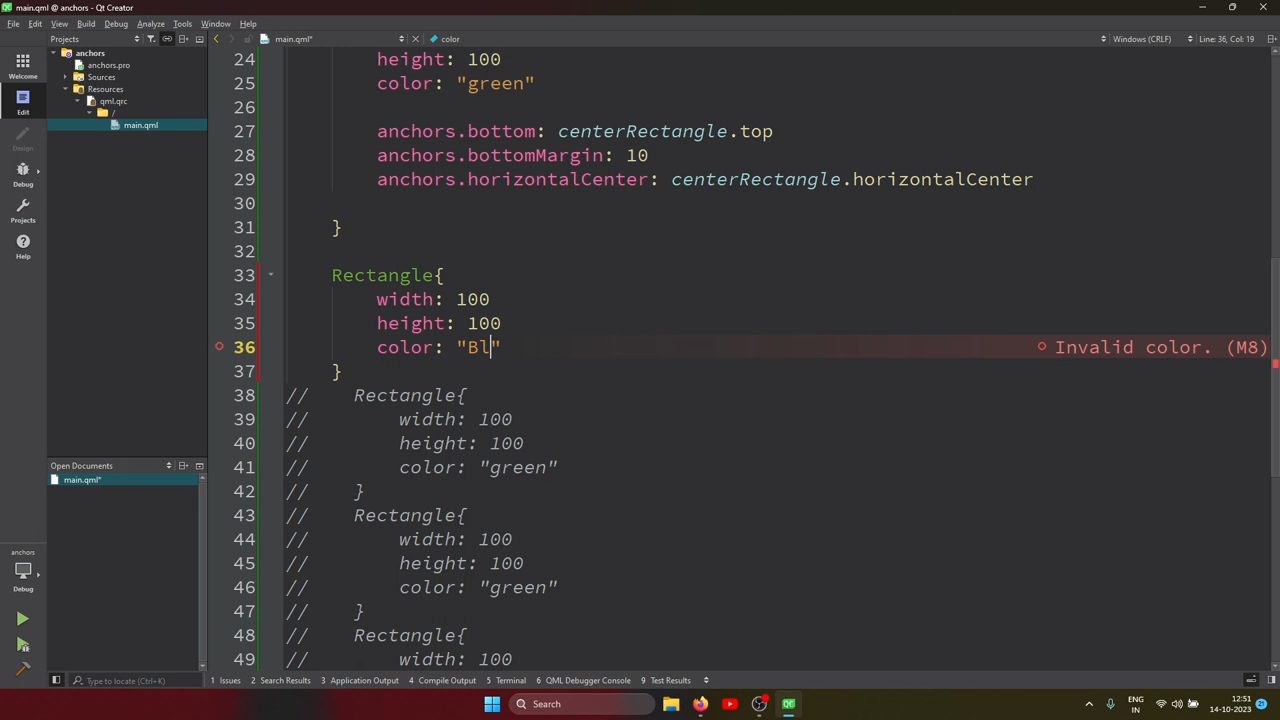 main.qml @ anchors - Qt Creator
File Edit View Build Debug Analyze Tools Window Help
Projects
main.qml*
color
Windows (CRLF)
Line: 36, Col: 19
anchors
anchors.pro
Sources
Resources
qml.qrc
/
main.qml
Welcome
Edit
Design
Debug
Projects
Help
24 height: 100
25 color: "green"
26
27 anchors.bottom: centerRectangle.top
28 anchors.bottomMargin: 10
29 anchors.horizontalCenter: centerRectangle.horizontalCenter
30
31 }
32
33 Rectangle{
34 width: 100
35 height: 100
36 color: "Bl" Invalid color. (M8)
37 }
38 // Rectangle{
39 // width: 100
40 // height: 100
41 // color: "green"
42 // }
43 // Rectangle{
44 // width: 100
45 // height: 100
46 // color: "green"
47 // }
48 // Rectangle{
49 // width: 100
Open Documents
main.qml*
anchors
Debug
Type to locate (Ctrl+K)
1 Issues 2 Search Results 3 Application Output 4 Compile Output 5 Terminal 6 QML Debugger Console 9 Test Results
Search
QC
ENG
IN
12:51
14-10-2023
21